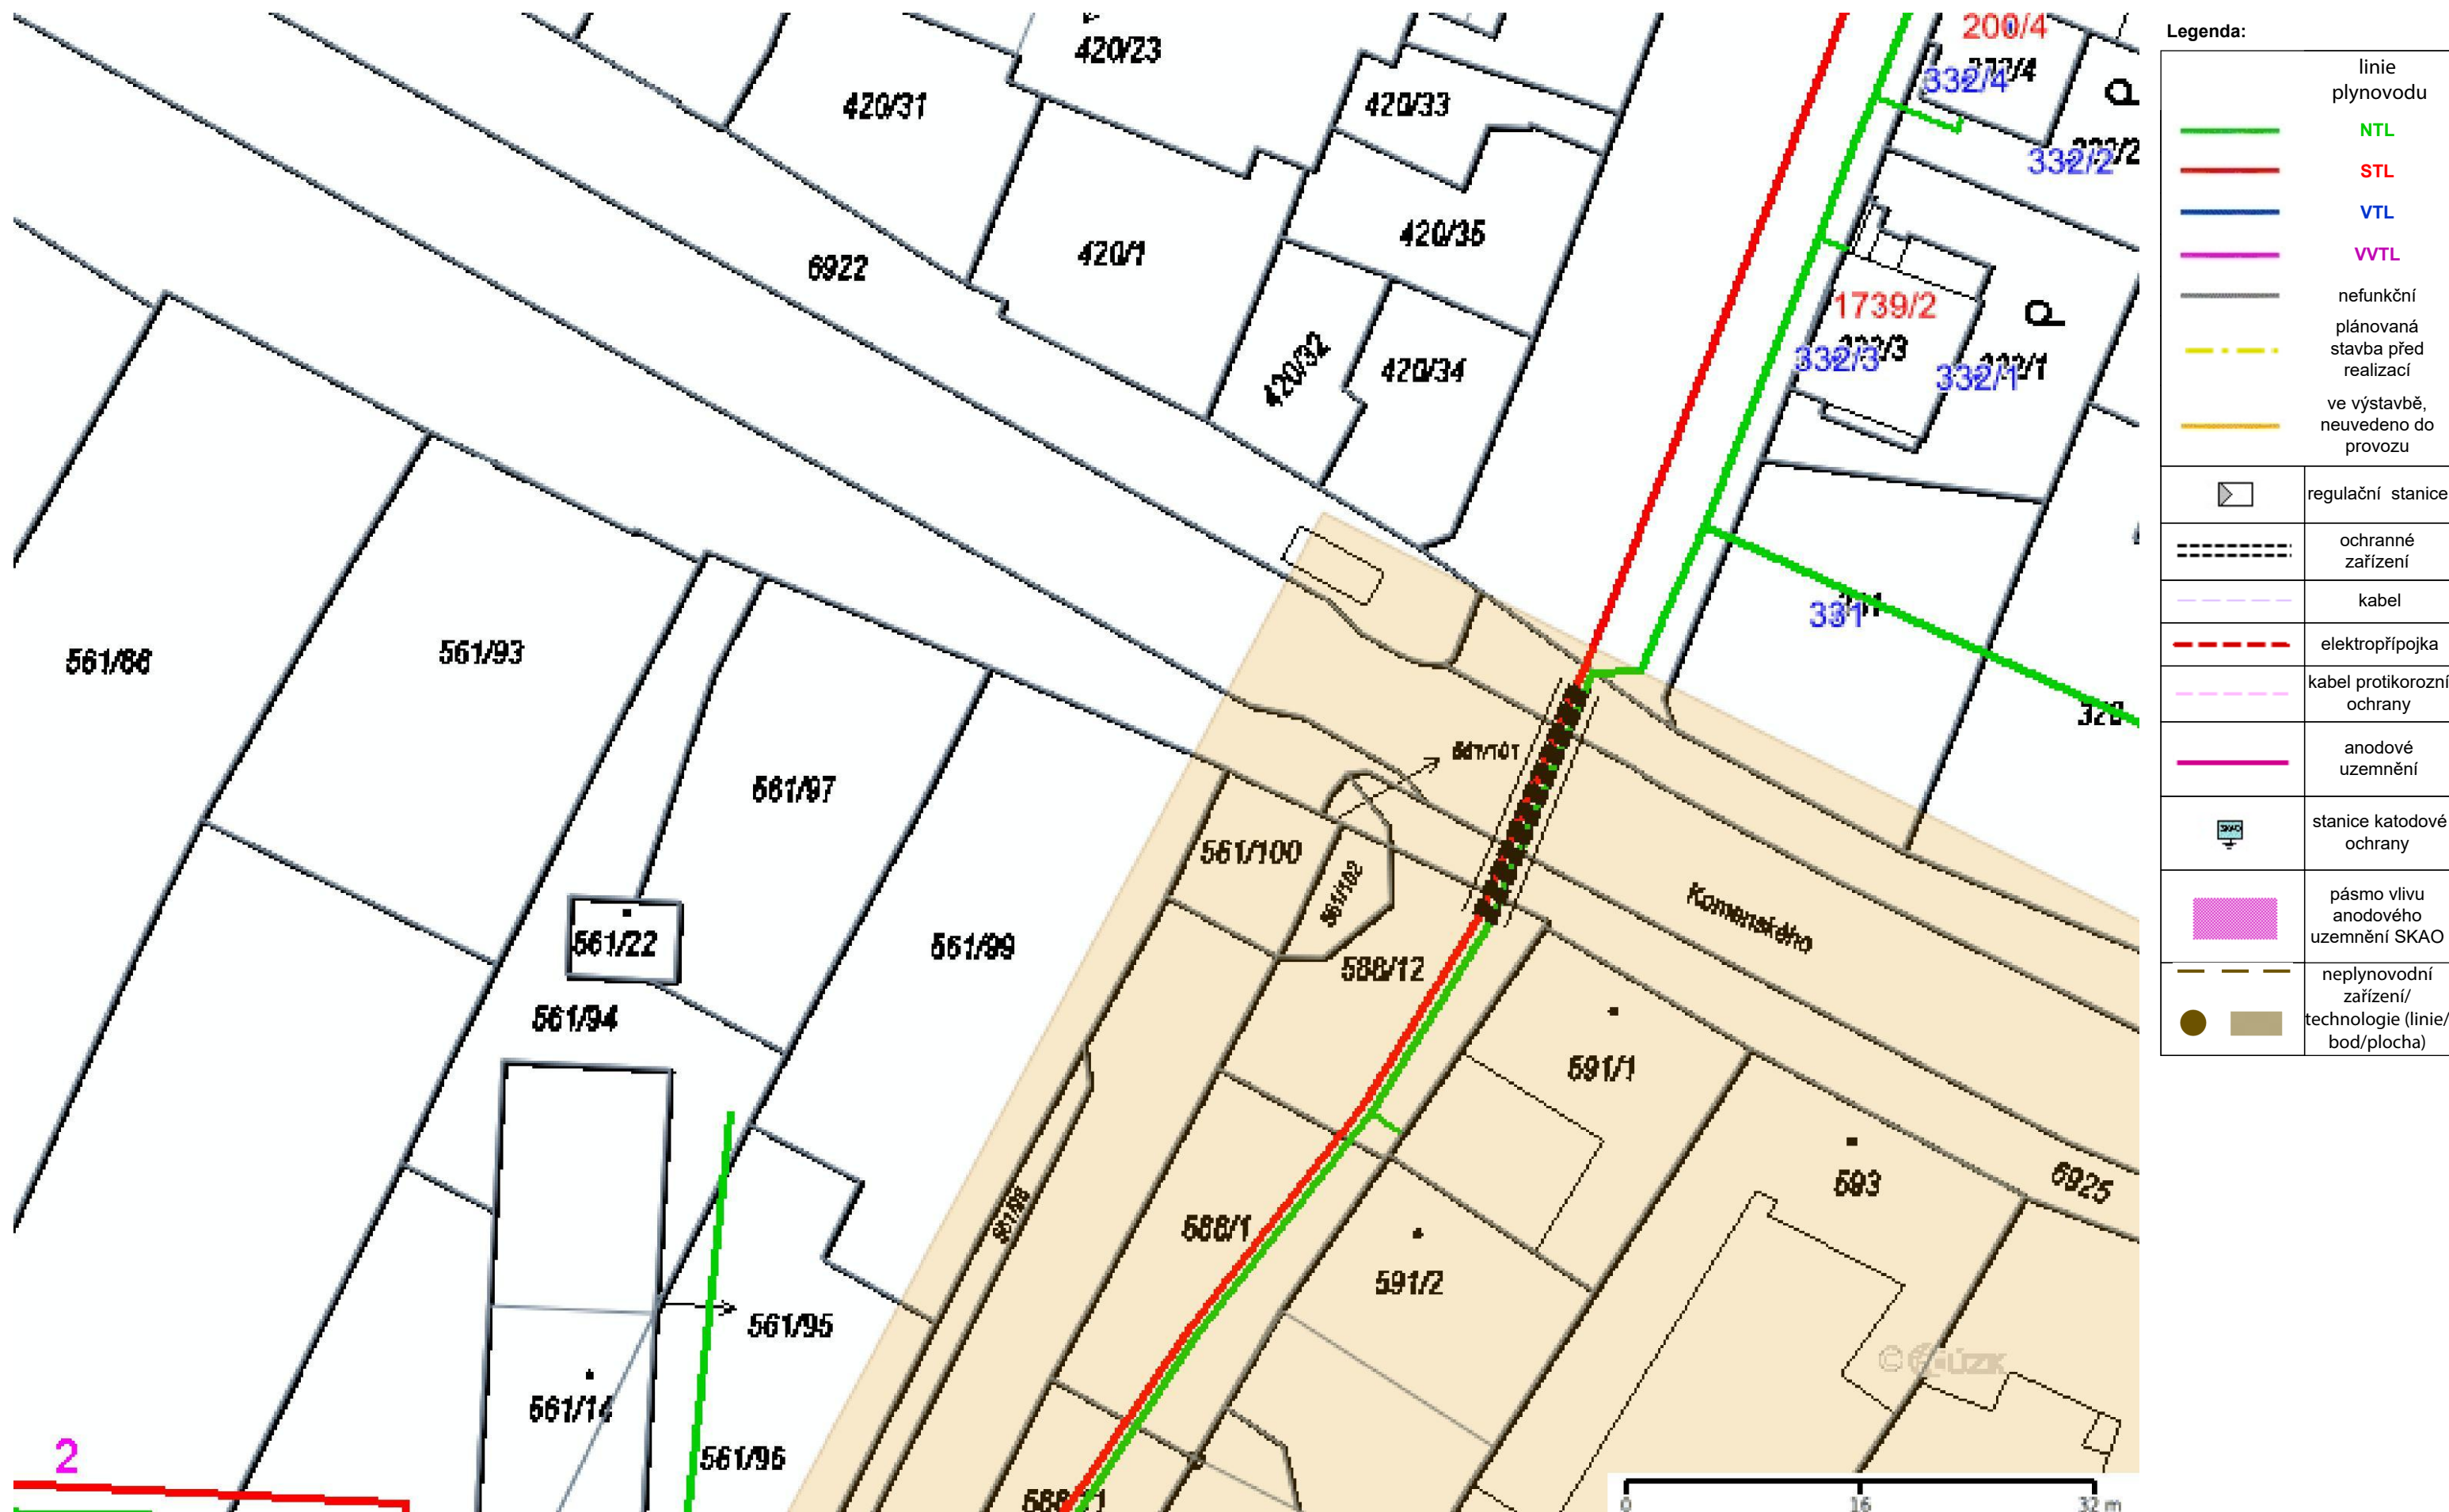 420/23
200/4
332/4
420/31
420/33
332/2
420/35
420/1
6922
1739/2
332/3
332/1
420/32
420/34
331
561/93
561/97
561/101
561/100
561/102
Komenského
561/22
561/99
588/12
561/94
591/1
593
6925
561/98
588/1
591/2
561/95
561/14
2
561/96
0
16
32 m
Legenda:
linie
plynovodu
NTL
STL
VTL
VVTL
nefunkční
plánovaná
stavba před
realizací
ve výstavbě,
neuvedeno do
provozu
regulační stanice
ochranné
zařízení
kabel
elektropřípojka
kabel protikorozní
ochrany
anodové
uzemnění
SKAO
stanice katodové
ochrany
pásmo vlivu
anodového
uzemnění SKAO
neplynovodní
zařízení/
technologie (linie/
bod/plocha)